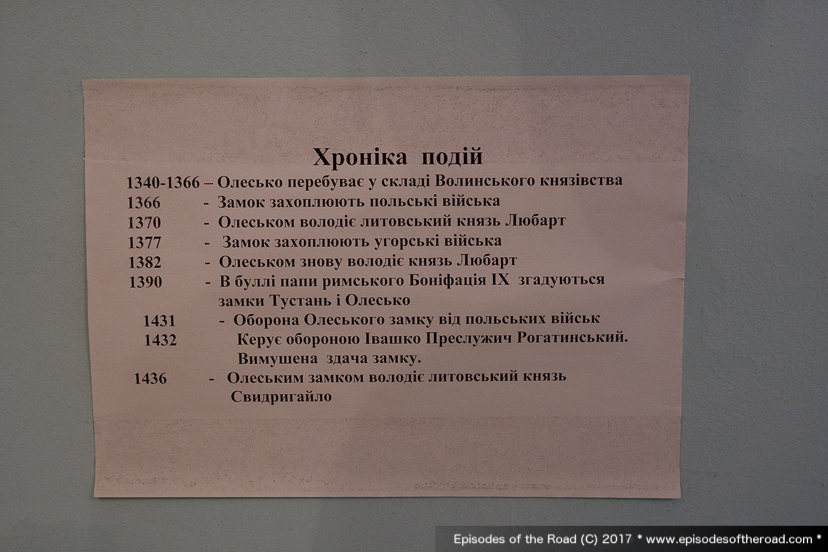 Хроніка подій
1340-1366 – Олесько перебуває у складі Волинського князівства
1366 - Замок захоплюють польські війська
1370 - Олеськом володіє литовський князь Любарт
1377 - Замок захоплюють угорські війська
1382 - Олеськом знову володіє князь Любарт
1390 - В буллі папи римського Боніфація IX згадуються
замки Тустань і Олесько
1431 - Оборона Олеського замку від польських військ
1432 Керує обороною Івашко Преслужич Рогатинський.
Вимушена здача замку.
1436 - Олеським замком володіє литовський князь
Свидригайло
Episodes of the Road (C) 2017 * www.episodesoftheroad.com *